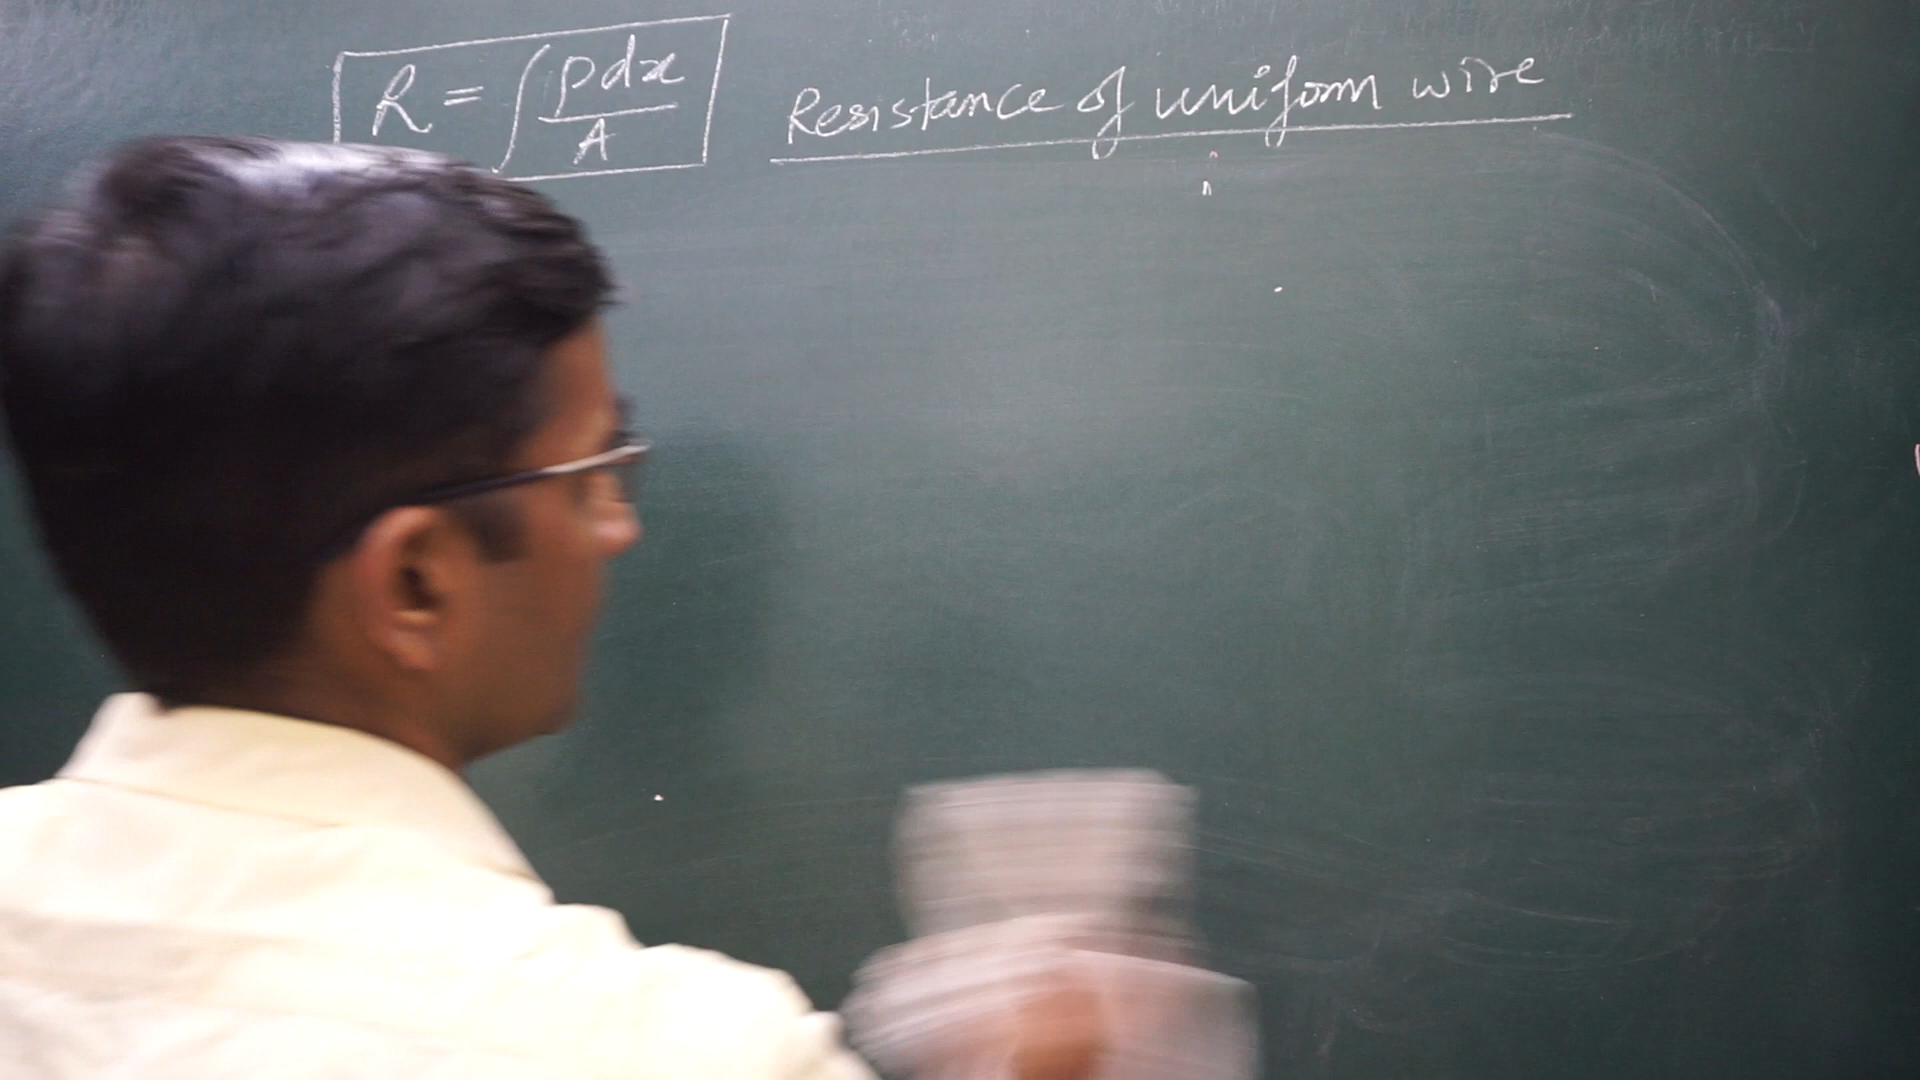 R = ∫ ρdx / A
Resistance of uniform wire